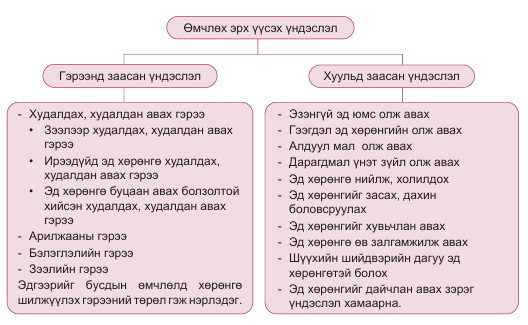 Өмчлөх эрх үүсэх үндэслэл
Гэрээнд заасан үндэслэл
- Худалдах, худалдан авах гэрээ
• Зээлээр худалдах, худалдан авах
гэрээ
• Ирээдүйд эд хөрөнгө худалдах,
худалдан авах гэрээ
• Эд хөрөнгө буцаан авах болзолтой
хийсэн худалдах, худалдан авах
гэрээ
- Арилжааны гэрээ
- Бэлэглэлийн гэрээ
- Зээлийн гэрээ
Эдгээрийг бусдын өмчлөлд хөрөнгө
шилжүүлэх гэрээний төрөл гэж нэрлэдэг.
Хуульд заасан үндэслэл
- Эзэнгүй эд юмс олж авах
- Гээгдэл эд хөрөнгийн олж авах
- Алдуул мал олж авах
- Дарагдмал үнэт зүйл олж авах
- Эд хөрөнгө нийлж, холилдох
- Эд хөрөнгийг засах, дахин
боловсруулах
- Эд хөрөнгийг хувьчлан авах
- Эд хөрөнгө өв залгамжилж авах
- Шүүхийн шийдвэрийн дагуу эд
хөрөнгөтэй болох
- Эд хөрөнгийг дайчлан авах зэрэг
үндэслэл хамаарна.